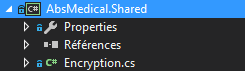 AbsMedical.Shared
Properties
Références
C# Encryption.cs